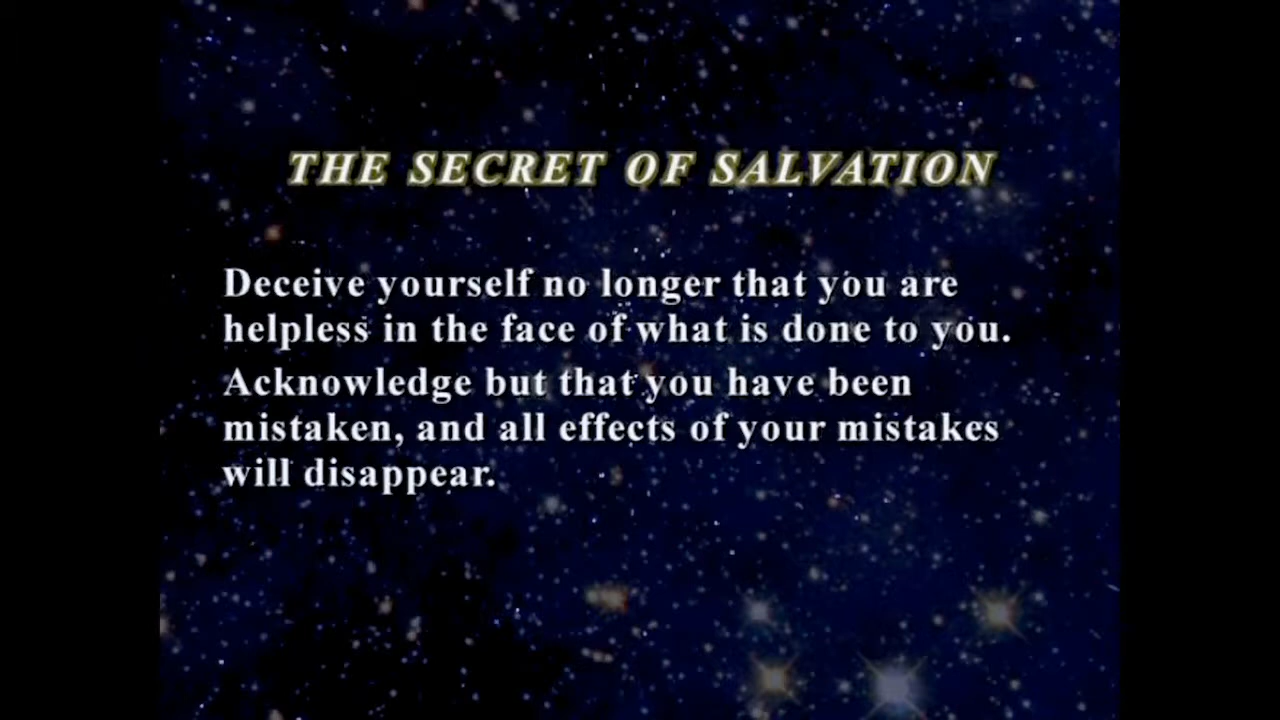 THE SECRET OF SALVATION
Deceive yourself no longer that you are
helpless in the face of what is done to you.
Acknowledge but that you have been
mistaken, and all effects of your mistakes
will disappear.